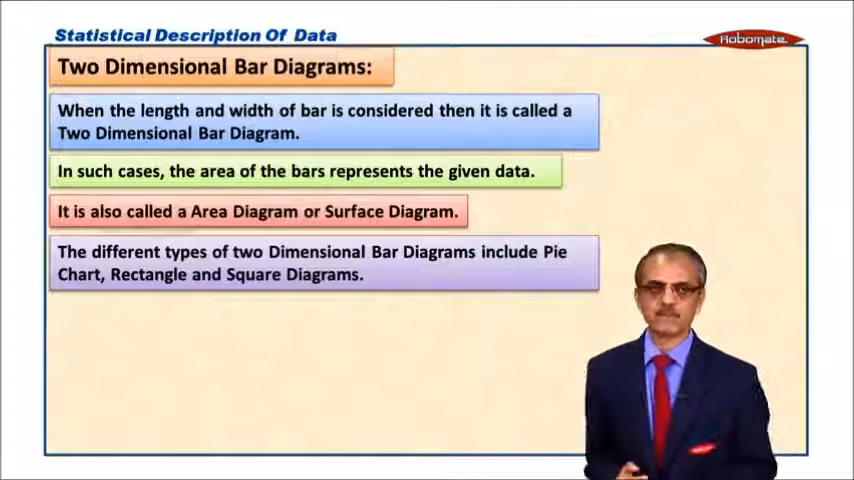 Statistical Description Of Data
Robomate
Two Dimensional Bar Diagrams:
When the length and width of bar is considered then it is called a
Two Dimensional Bar Diagram.
In such cases, the area of the bars represents the given data.
It is also called a Area Diagram or Surface Diagram.
The different types of two Dimensional Bar Diagrams include Pie
Chart, Rectangle and Square Diagrams.